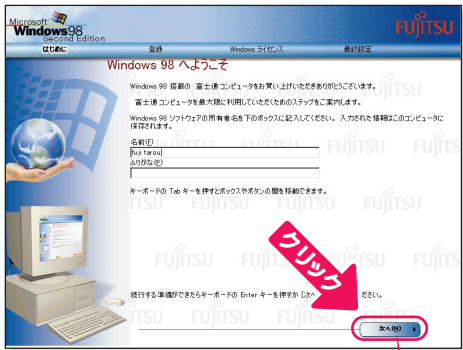 Microsoft
Windows98
Second Edition
FUJITSU
はじめに 登録 Windows ライセンス 最終設定
Windows 98 へようこそ
Windows 98 搭載の 富士通 コンピュータをお買い上げいただきありがとうございます。
富士通 コンピュータを最大限に利用していただくためのステップをご案内します。
Windows 98 ソフトウェアの所有者名を下のボックスに記入してください。 入力された情報はこのコンピュータに
保存されます。
名前(F)
fuji tarou
ふりがな(P)
キーボードの Tab キーを押すとボックスやボタンの間を移動できます。
クリック
続行する準備ができたらキーボードの Enter キーを押すか [次へ ださい。
次へ(N)